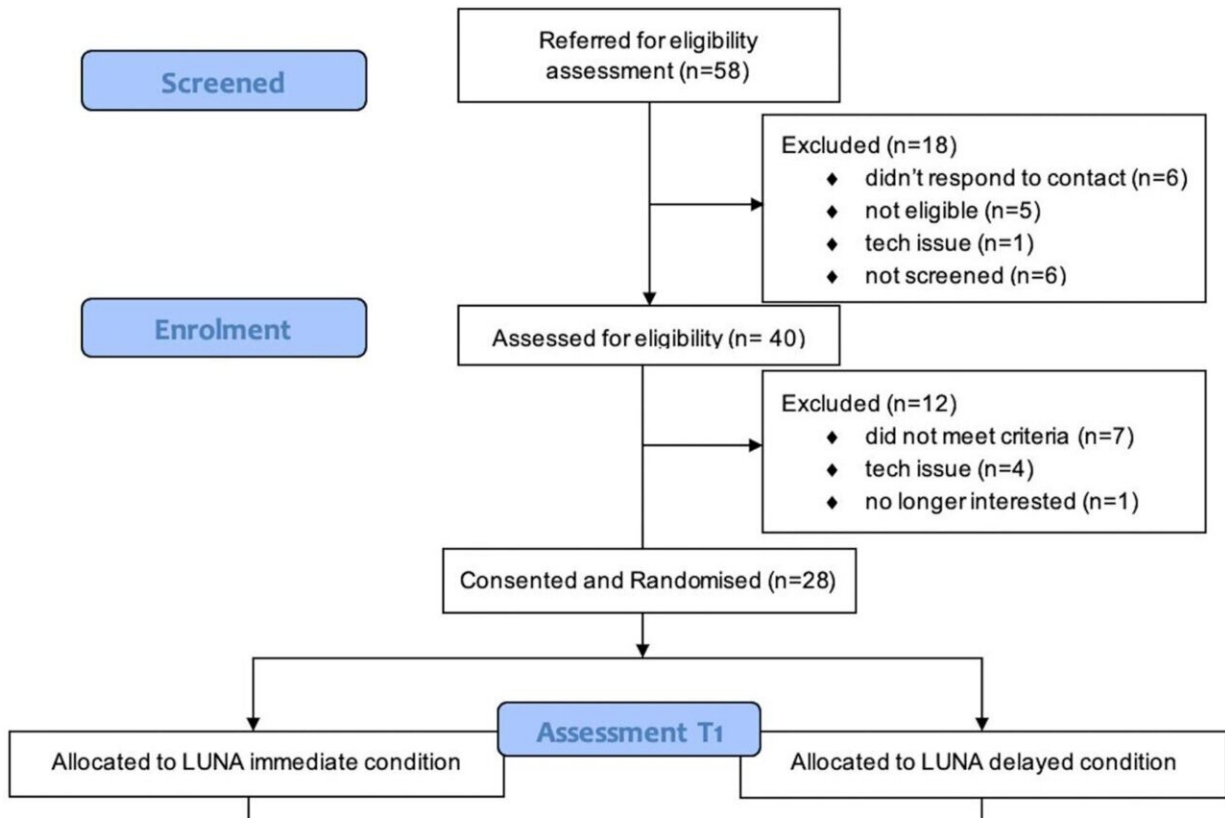 Referred for eligibility
assessment (n=58)
Screened
Excluded (n=18)
♦ didn't respond to contact (n=6)
♦ not eligible (n=5)
♦ tech issue (n=1)
♦ not screened (n=6)
Enrolment
Assessed for eligibility (n= 40)
Excluded (n=12)
♦ did not meet criteria (n=7)
♦ tech issue (n=4)
♦ no longer interested (n=1)
Consented and Randomised (n=28)
Assessment T1
Allocated to LUNA immediate condition
Allocated to LUNA delayed condition